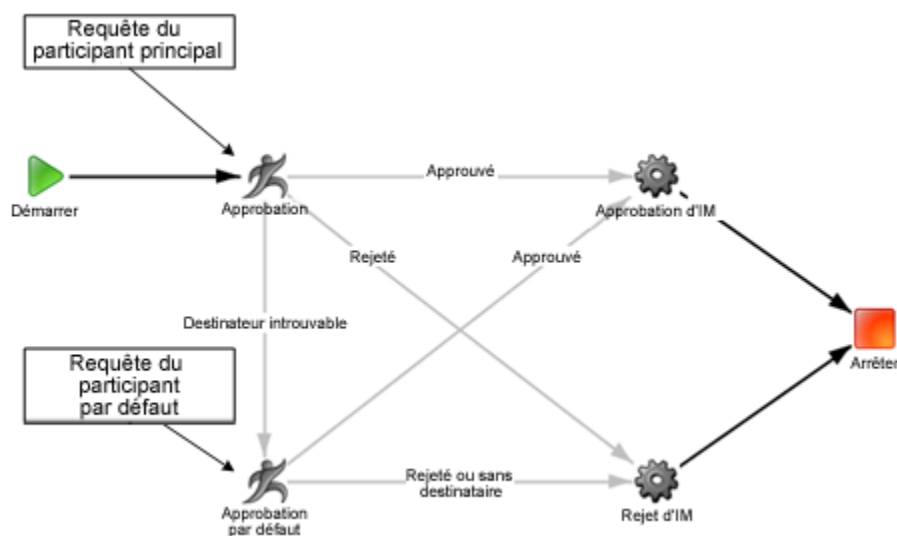 Requête du
participant principal
Démarrer
Approbation
Approuvé
Approbation d'IM
Rejeté
Approuvé
Destinateur introuvable
Arrêter
Requête du
participant
par défaut
Approbation
par défaut
Rejeté ou sans
destinataire
Rejet d'IM